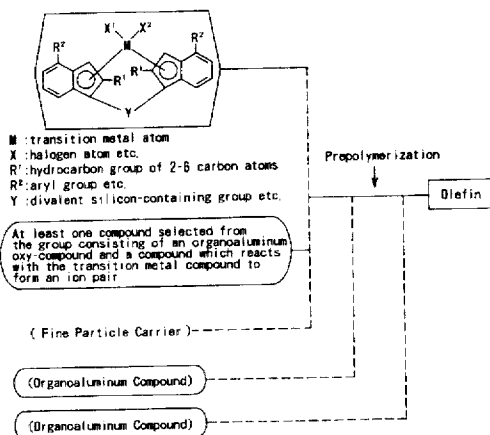 X¹ X²
R² M R²
R¹ R¹
Y
M :transition metal atom
X :halogen atom etc.
R¹:hydrocarbon group of 2-6 carbon atoms
R²:aryl group etc.
Y :divalent silicon-containing group etc.
Prepolymerization
Olefin
At least one compound selected from
the group consisting of an organoaluminum
oxy-compound and a compound which reacts
with the transition metal compound to
form an ion pair
(Fine Particle Carrier)
(Organoaluminum Compound)
(Organoaluminum Compound)